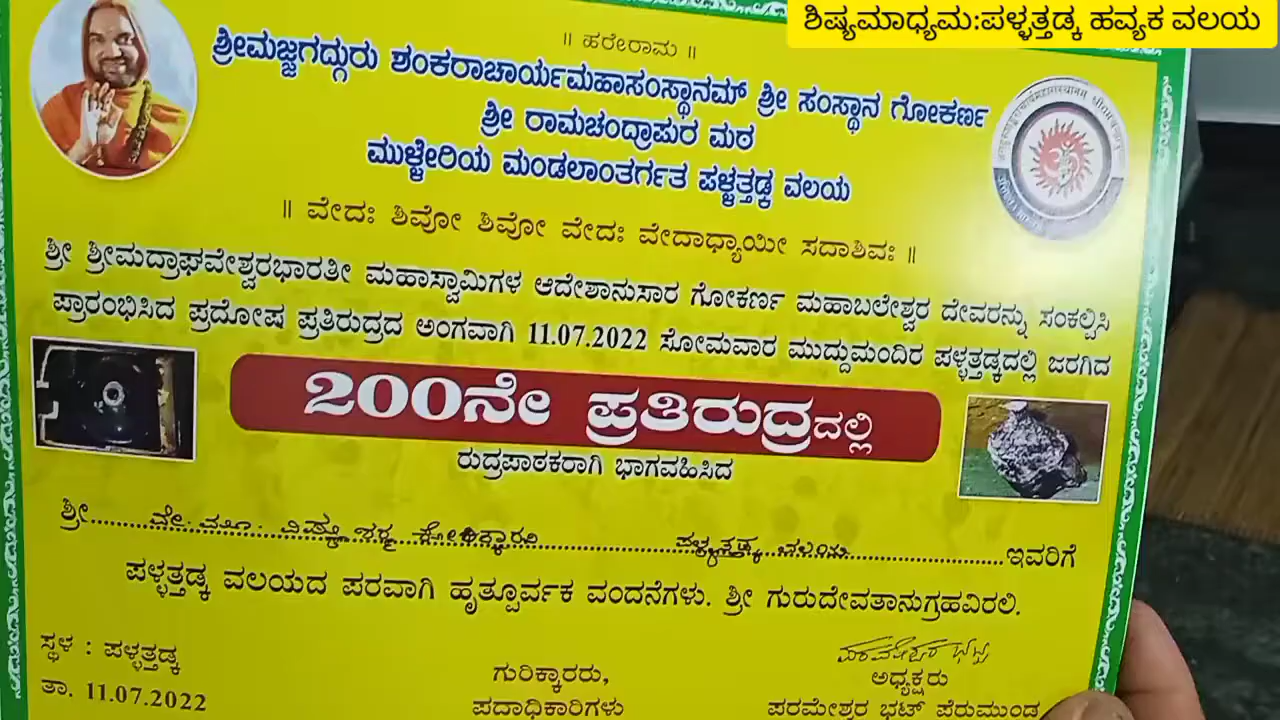 ಶಿಷ್ಯಮಾಧ್ಯಮ:ಪಳ್ಳತ್ತಡ್ಕ ಹವ್ಯಕ ವಲಯ
॥ ಹರೇರಾಮ ॥
ಶ್ರೀಮಜ್ಜಗದ್ಗುರು ಶಂಕರಾಚಾರ್ಯಮಹಾಸಂಸ್ಥಾನಮ್ ಶ್ರೀ ಸಂಸ್ಥಾನ ಗೋಕರ್ಣ
ಶ್ರೀ ರಾಮಚಂದ್ರಾಪುರ ಮಠ
ಮುಳ್ಳೇರಿಯ ಮಂಡಲಾಂತರ್ಗತ ಪಳ್ಳತ್ತಡ್ಕ ವಲಯ
॥ ವೇದಃ ಶಿವೋ ಶಿವೋ ವೇದಃ ವೇದಾಧ್ಯಾಯೀ ಸದಾಶಿವಃ ॥
ಶ್ರೀ ಶ್ರೀಮದ್ರಾಘವೇಶ್ವರಭಾರತೀ ಮಹಾಸ್ವಾಮಿಗಳ ಆದೇಶಾನುಸಾರ ಗೋಕರ್ಣ ಮಹಾಬಲೇಶ್ವರ ದೇವರನ್ನು ಸಂಕಲ್ಪಿಸಿ
ಪ್ರಾರಂಭಿಸಿದ ಪ್ರದೋಷ ಪ್ರತಿರುದ್ರದ ಅಂಗವಾಗಿ 11.07.2022 ಸೋಮವಾರ ಮುದ್ದುಮಂದಿರ ಪಳ್ಳತ್ತಡ್ಕದಲ್ಲಿ ಜರಗಿದ
200ನೇ ಪ್ರತಿರುದ್ರದಲ್ಲಿ
ರುದ್ರಪಾಠಕರಾಗಿ ಭಾಗವಹಿಸಿದ
ಶ್ರೀ ಪಳ್ಳತ್ತಡ್ಕ ವಲಯ ಇವರಿಗೆ
ಪಳ್ಳತ್ತಡ್ಕ ವಲಯದ ಪರವಾಗಿ ಹೃತ್ಪೂರ್ವಕ ವಂದನೆಗಳು. ಶ್ರೀ ಗುರುದೇವತಾನುಗ್ರಹವಿರಲಿ.
ಸ್ಥಳ : ಪಳ್ಳತ್ತಡ್ಕ
ತಾ. 11.07.2022
ಗುರಿಕ್ಕಾರರು,
ಪದಾಧಿಕಾರಿಗಳು
ಅಧ್ಯಕ್ಷರು
ಪರಮೇಶ್ವರ ಭಟ್ ಪೆರುಮುಂಡ